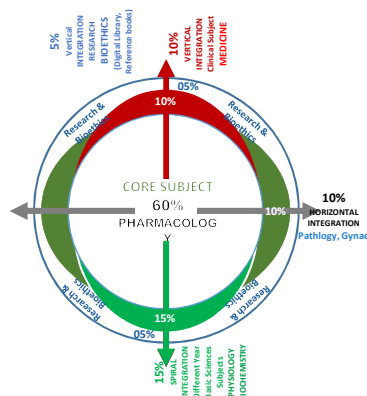 5%
Vertical
INTEGRATION
RESEARCH
BIOETHICS
(Digital Library,
Reference books)
10%
VERTICAL
INTEGRATION
Clinical Subject
MEDICINE
05%
10%
Research &
Bioethics
Research &
Bioethics
CORE SUBJECT
60%
PHARMACOLOG
Y
10%
10%
HORIZONTAL
INTEGRATION
Pathlogy, Gynae
Research &
Bioethics
Research &
Bioethics
15%
05%
15%
SPIRAL
INTEGRATION
Different Year
Basic Sciences
Subjects
PHYSIOLOGY
BIOCHEMISTRY